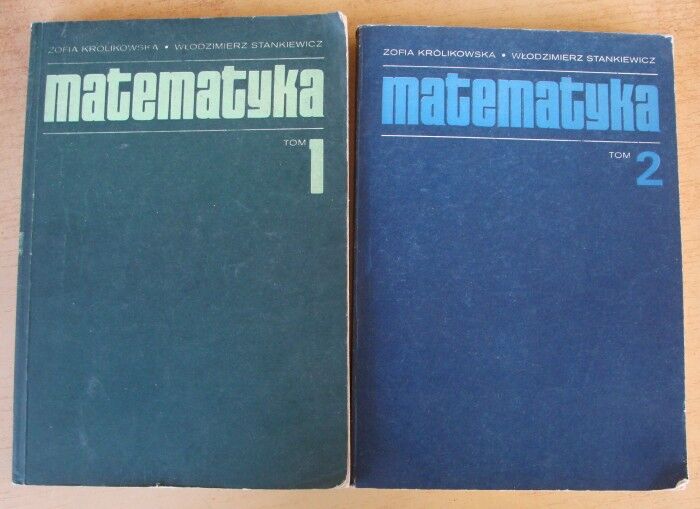 ZOFIA KRÓLIKOWSKA • WŁODZIMIERZ STANKIEWICZ
matematyka
TOM 1
ZOFIA KRÓLIKOWSKA • WŁODZIMIERZ STANKIEWICZ
matematyka
TOM 2